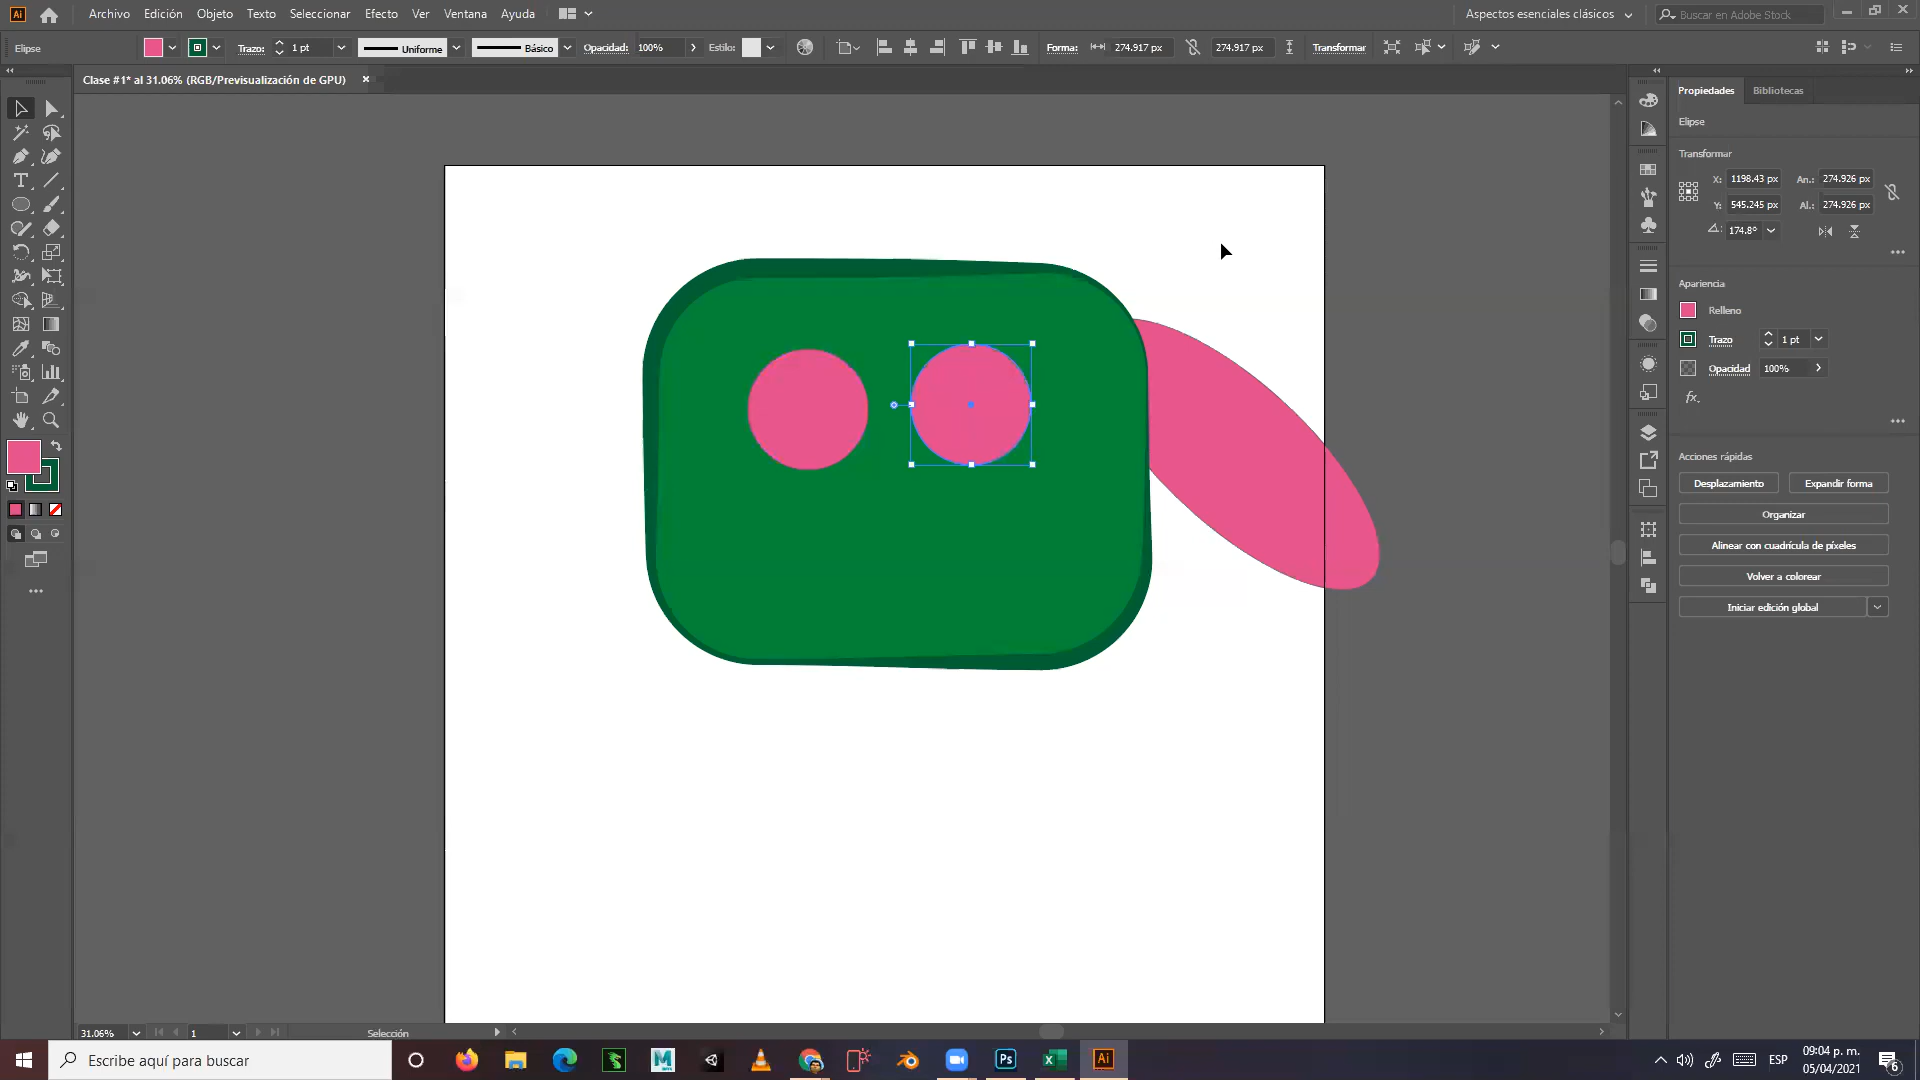 Ai Archivo Edición Objeto Texto Seleccionar Efecto Ver Ventana Ayuda Aspectos esenciales clásicos Buscar en Adobe Stock
Elipse Trazo: 1 pt Uniforme Básico Opacidad: 100% Estilo: Forma: 274.917 px 274.917 px Transformar
Clase #1* al 31.06% (RGB/Previsualización de GPU) ×
Propiedades Bibliotecas
Elipse
Transformar
X: 1198.43 px An.: 274.926 px
Y: 545.245 px Al.: 274.926 px
174.8°
Apariencia
Relleno
Trazo 1 pt
Opacidad 100%
fx.
Acciones rápidas
Desplazamiento Expandir forma
Organizar
Alinear con cuadrícula de píxeles
Volver a colorear
Iniciar edición global
31.06% 1 Selección
Escribe aquí para buscar
M Ps Ai ESP
09:04 p. m.
05/04/2021
6